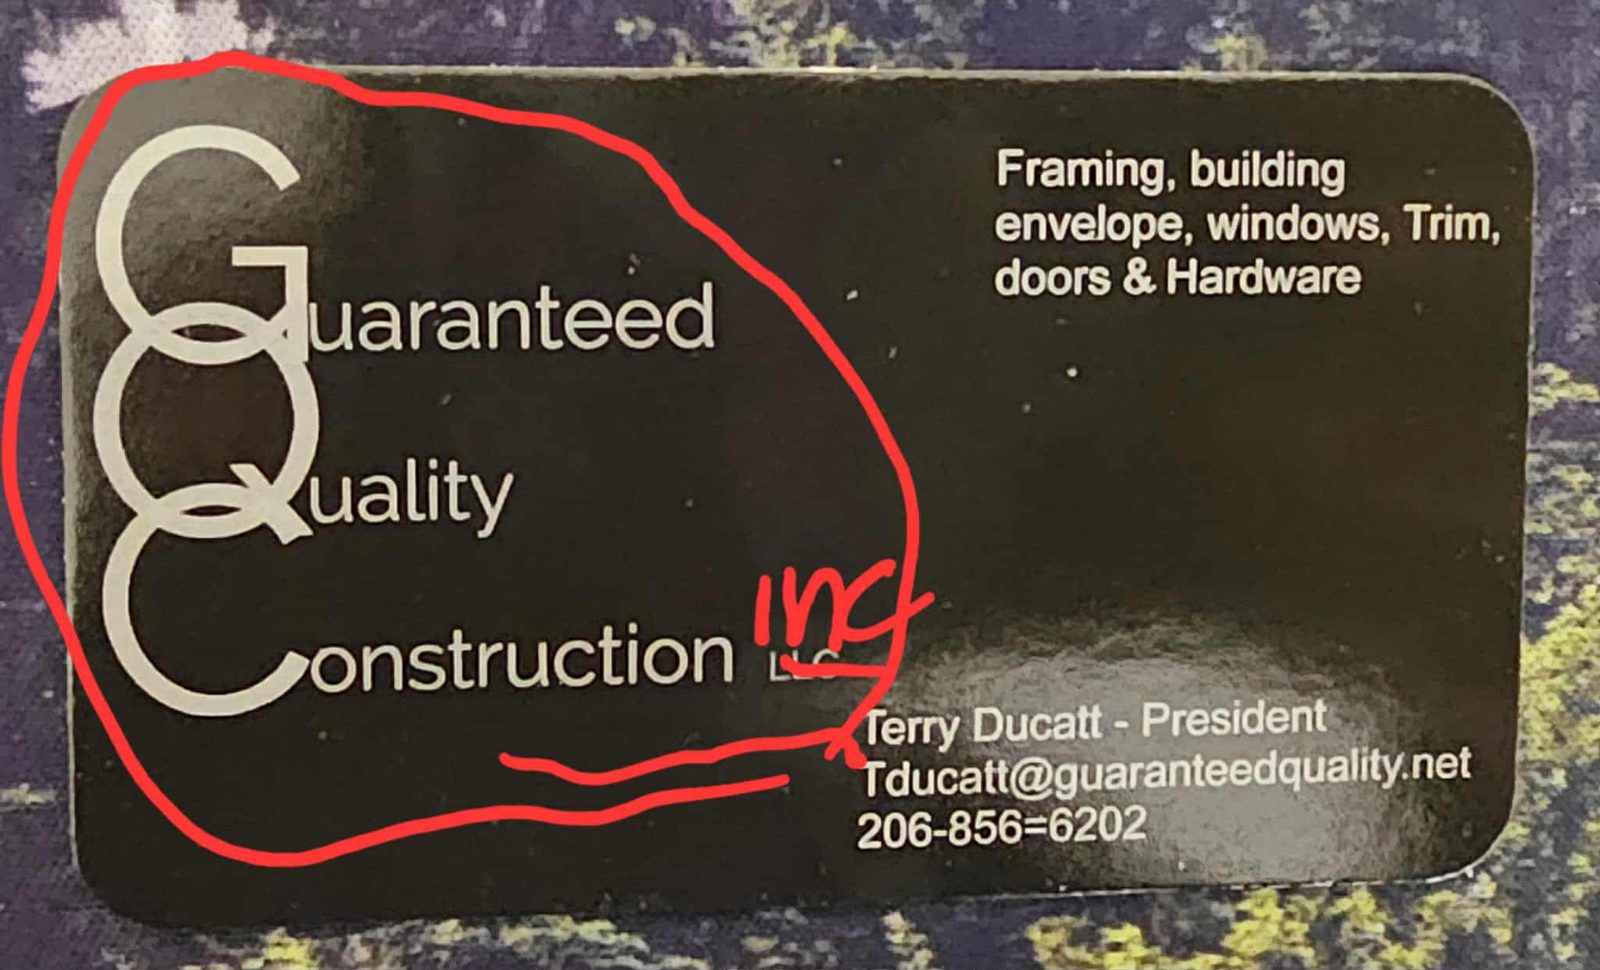 Guaranteed
Quality
Construction inc
LLC
Framing, building
envelope, windows, Trim,
doors & Hardware
Terry Ducatt - President
Tducatt@guaranteedquality.net
206-856=6202